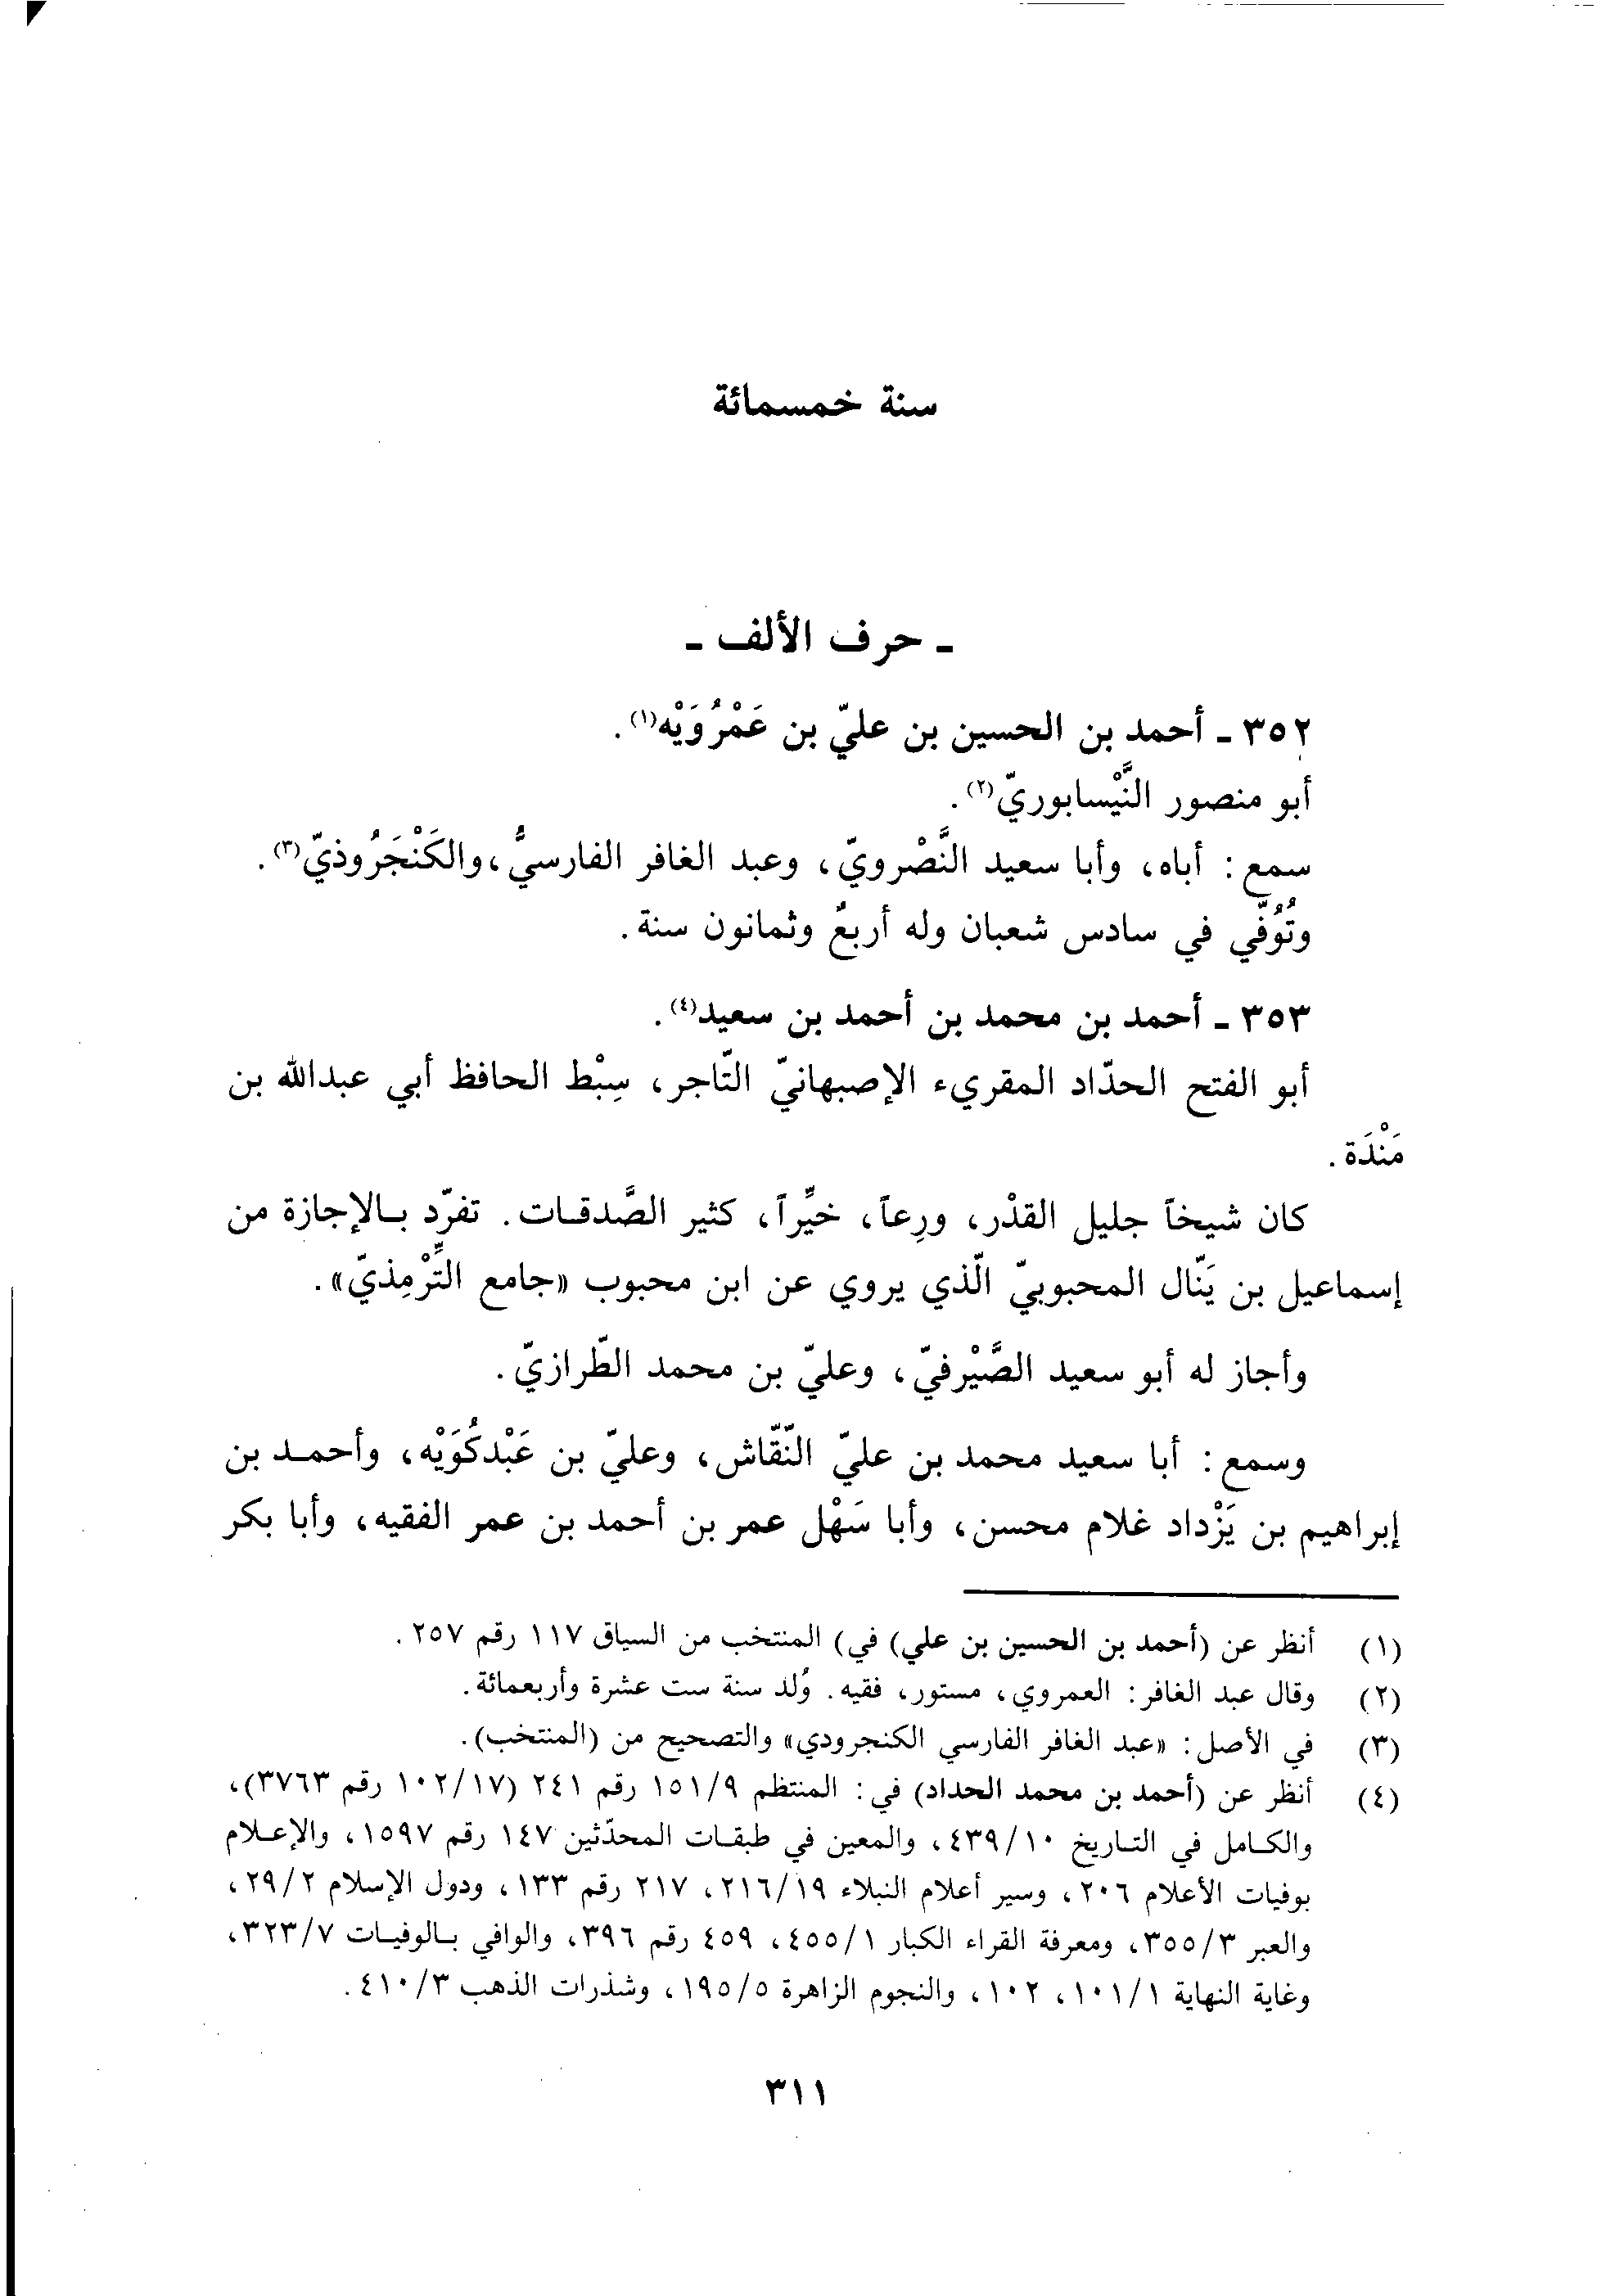 سنة خمسمائة
ـ حرف الألف ـ
٣٥٢ ـ أحمد بن الحسين بن عليّ بن عَمْرُوَيْه(١).
أبو منصور النَّيْسابوريّ(٢).
سمع: أباه، وأبا سعيد النَّصْرويّ، وعبد الغافر الفارسيُّ، والكَنْجَرُوذيّ(٣).
وتُوُفّي في سادس شعبان وله أربعُ وثمانون سنة.
٣٥٣ ـ أحمد بن محمد بن أحمد بن سعيد(٤).
أبو الفتح الحدّاد المقريء الإصبهانيّ التّاجر، سِبْط الحافظ أبي عبدالله بن
مَنْدَة.
كان شيخاً جليل القدْر، ورِعاً، خيِّراً، كثير الصَّدقات. تفرّد بالإجازة من
إسماعيل بن يَنّال المحبوبيّ الّذي يروي عن ابن محبوب «جامع التِّرْمِذيّ».
وأجاز له أبو سعيد الصَّيْرفيّ، وعليّ بن محمد الطّرازيّ.
وسمع: أبا سعيد محمد بن عليّ النّقّاش، وعليّ بن عَبْدكُوَيْه، وأحمد بن
إبراهيم بن يَزْداد غلام محسن، وأبا سَهْل عمر بن أحمد بن عمر الفقيه، وأبا بكر
(١) أنظر عن (أحمد بن الحسين بن علي) في) المنتخب من السياق ١١٧ رقم ٢٥٧.
(٢) وقال عبد الغافر: العمروي، مستور، فقيه. وُلد سنة ست عشرة وأربعمائة.
(٣) في الأصل: «عبد الغافر الفارسي الكنجرودي» والتصحيح من (المنتخب).
(٤) أنظر عن (أحمد بن محمد الحداد) في: المنتظم ١٥١/٩ رقم ٢٤١ (١٠٢/١٧ رقم ٣٧٦٣)،
والكامل في التاريخ ٤٣٩/١٠، والمعين في طبقات المحدّثين ١٤٧ رقم ١٥٩٧، والإعلام
بوفيات الأعلام ٢٠٦، وسير أعلام النبلاء ٢١٦/١٩، ٢١٧ رقم ١٣٣، ودول الإسلام ٢٩/٢،
والعبر ٣٥٥/٣، ومعرفة القراء الكبار ٤٥٥/١، ٤٥٩ رقم ٣٩٦، والوافي بالوفيات ٣٢٣/٧،
وغاية النهاية ١٠١/١، ١٠٢، والنجوم الزاهرة ١٩٥/٥، وشذرات الذهب ٤١٠/٣.
٣١١